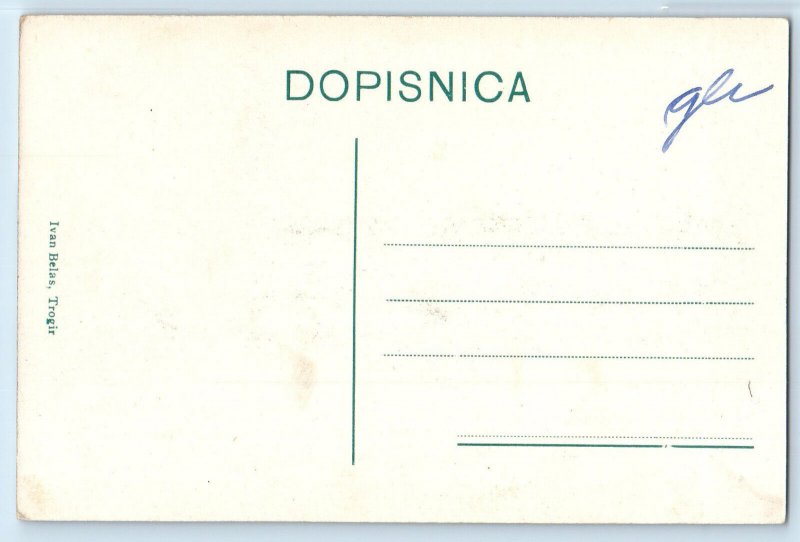 DOPISNICA
Ivan Belas, Trogir